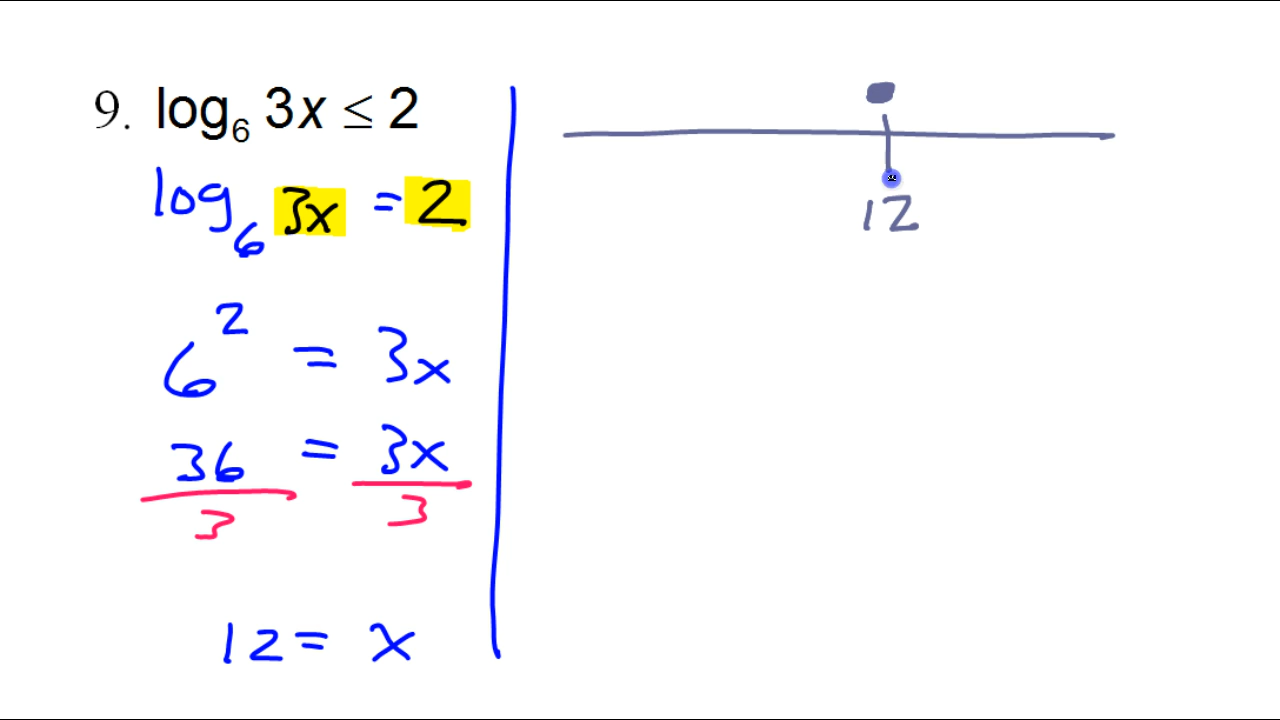 9. log₆ 3x ≤ 2
log₆ 3x = 2
6² = 3x
36 = 3x
3 3
12 = x
12